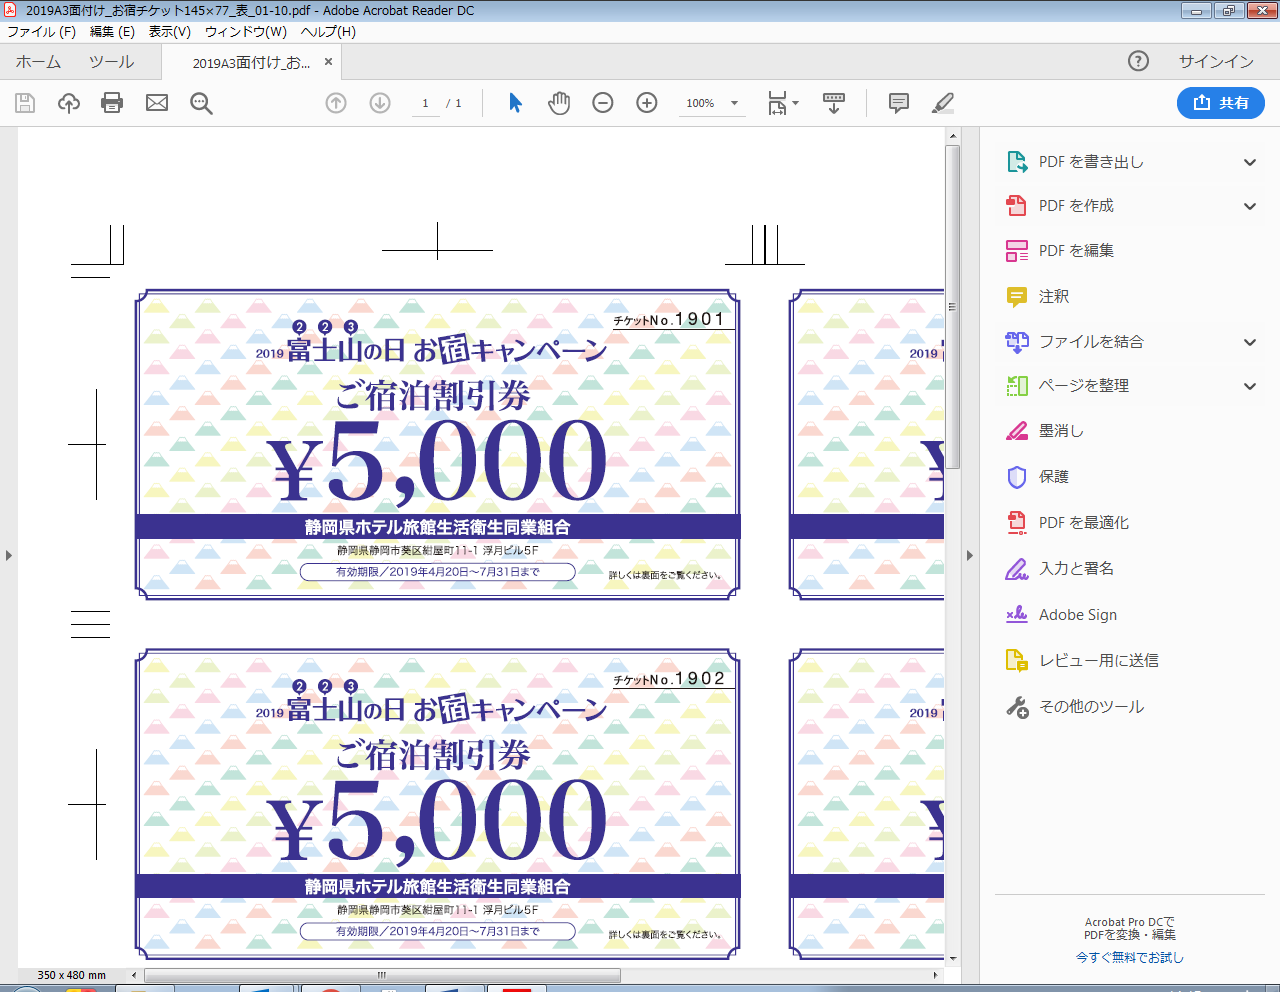 2019A3面付け_お宿チケット145×77_表_01-10.pdf - Adobe Acrobat Reader DC
ファイル (F) 編集 (E) 表示(V) ウィンドウ(W) ヘルプ(H)
ホーム ツール 2019A3面付け_お... × サインイン
1 / 1 100% 共有
チケットNo.1901
2 2 3
2019 富士山の日 お宿キャンペーン
ご宿泊割引券
¥5,000
静岡県ホテル旅館生活衛生同業組合
静岡県静岡市葵区紺屋町11-1 浮月ビル5F
有効期限／2019年4月20日〜7月31日まで
詳しくは裏面をご覧ください。
2019
¥
チケットNo.1902
2 2 3
2019 富士山の日 お宿キャンペーン
ご宿泊割引券
¥5,000
静岡県ホテル旅館生活衛生同業組合
静岡県静岡市葵区紺屋町11-1 浮月ビル5F
有効期限／2019年4月20日〜7月31日まで
詳しくは裏面をご覧ください。
2019
¥
350 x 480 mm
PDF を書き出し
PDF を作成
PDF を編集
注釈
ファイルを結合
ページを整理
墨消し
保護
PDF を最適化
入力と署名
Adobe Sign
レビュー用に送信
その他のツール
Acrobat Pro DCで
PDFを変換・編集
今すぐ無料でお試し